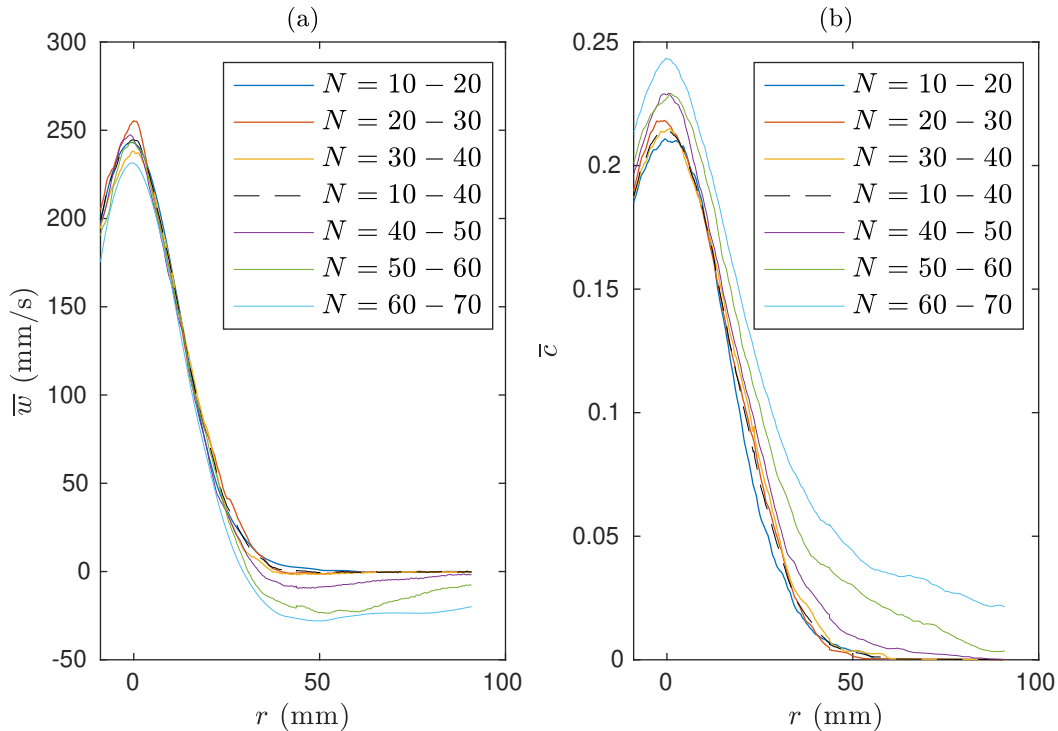 (a)
300
250
200
150
100
50
0
-50
0
50
100
w̅ (mm/s)
r (mm)
N = 10 − 20
N = 20 − 30
N = 30 − 40
N = 10 − 40
N = 40 − 50
N = 50 − 60
N = 60 − 70
(b)
0.25
0.2
0.15
0.1
0.05
0
0
50
100
c̅
r (mm)
N = 10 − 20
N = 20 − 30
N = 30 − 40
N = 10 − 40
N = 40 − 50
N = 50 − 60
N = 60 − 70